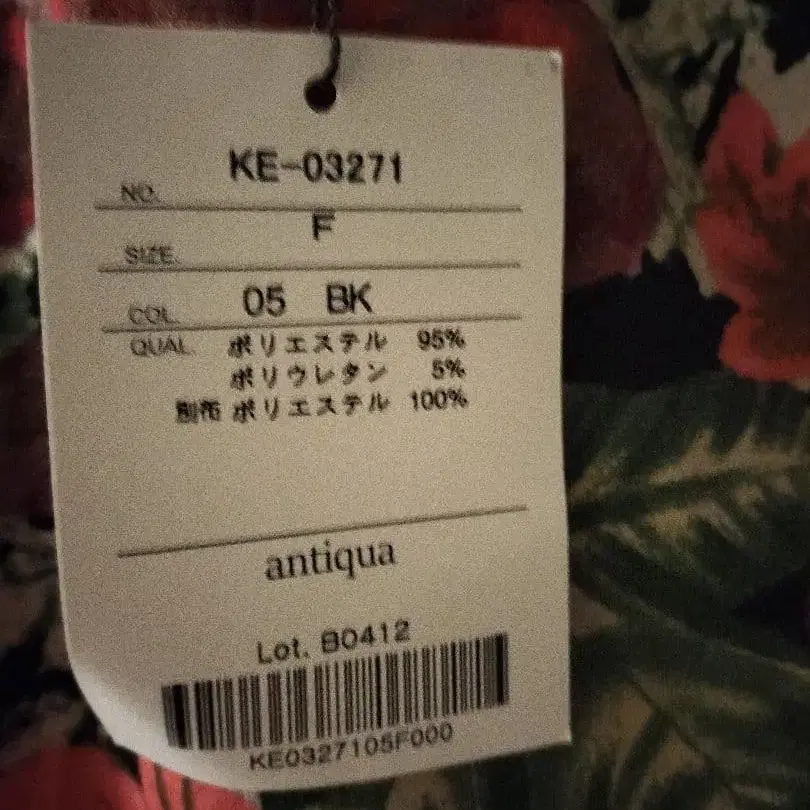 KE-03271
NO.
F
SIZE.
COL. 05 BK
QUAL. ポリエステル 95%
ポリウレタン 5%
別布 ポリエステル 100%
antiqua
Lot. B0412
KE0327105F000